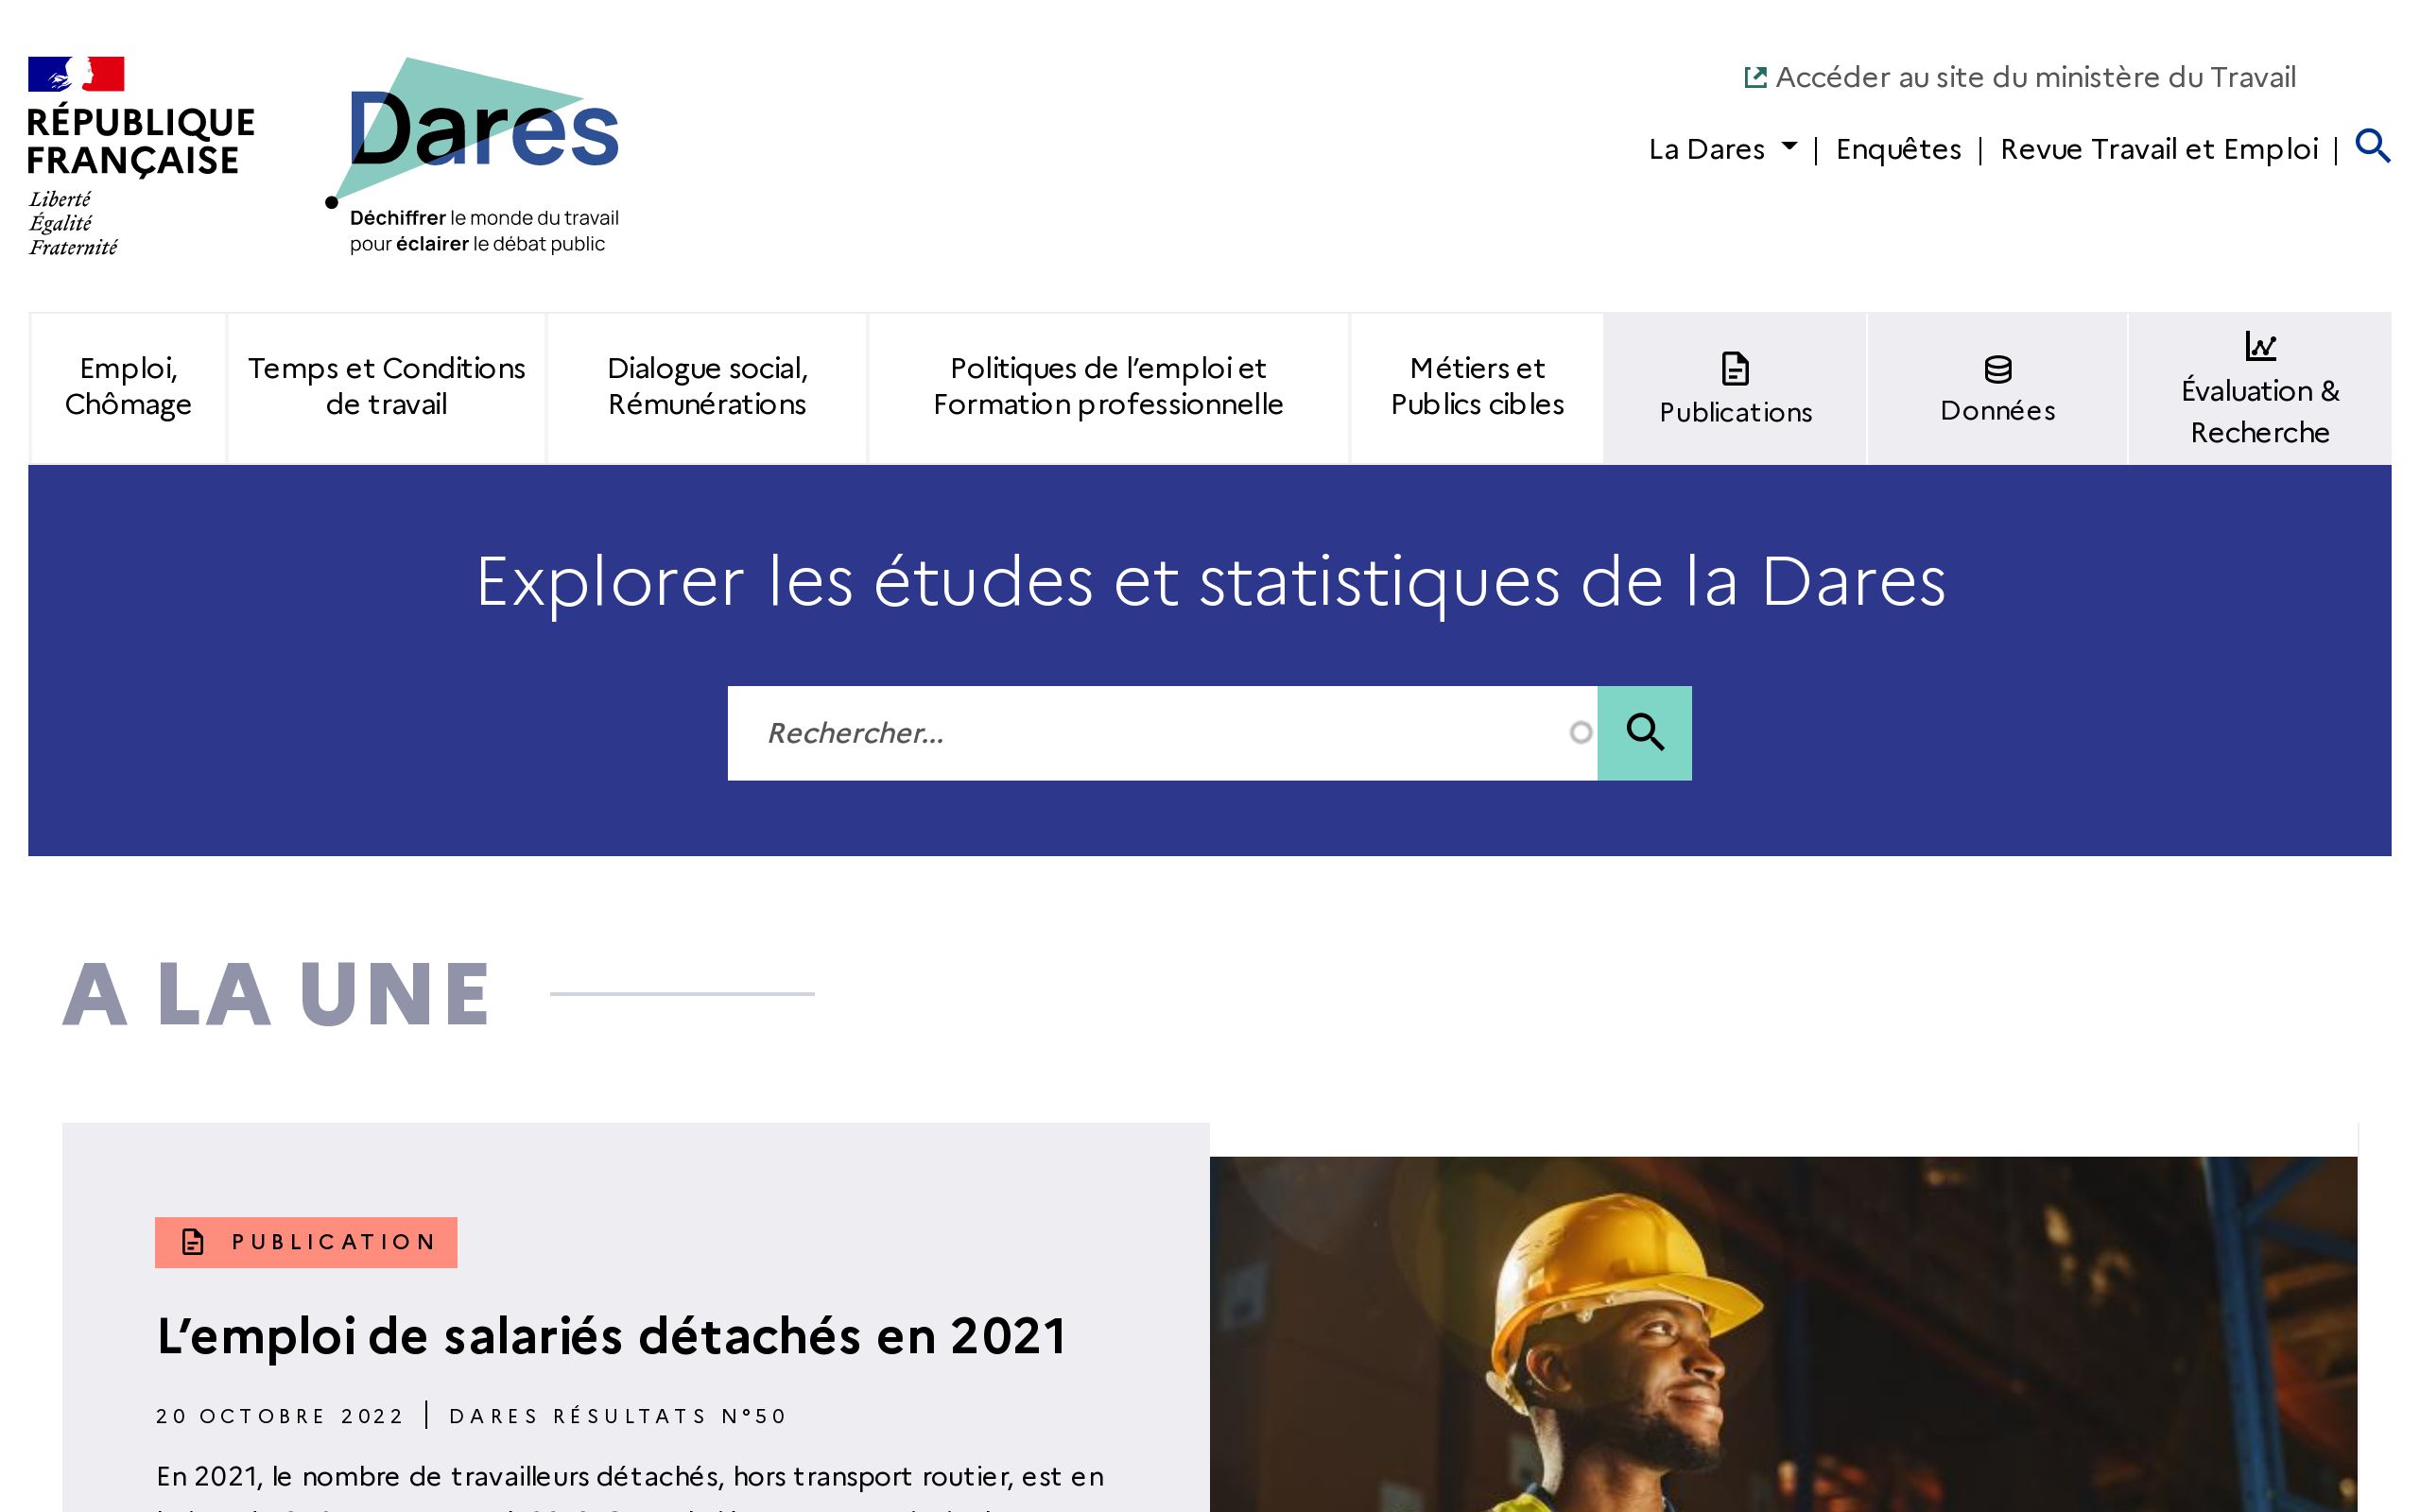 RÉPUBLIQUE
FRANÇAISE
Liberté
Égalité
Fraternité
Dares
Déchiffrer le monde du travail
pour éclairer le débat public
Accéder au site du ministère du Travail
La Dares | Enquêtes | Revue Travail et Emploi |
Emploi,
Chômage
Temps et Conditions
de travail
Dialogue social,
Rémunérations
Politiques de l’emploi et
Formation professionnelle
Métiers et
Publics cibles
Publications
Données
Évaluation &
Recherche
Explorer les études et statistiques de la Dares
Rechercher...
A LA UNE
PUBLICATION
L’emploi de salariés détachés en 2021
20 OCTOBRE 2022 | DARES RÉSULTATS N°50
En 2021, le nombre de travailleurs détachés, hors transport routier, est en